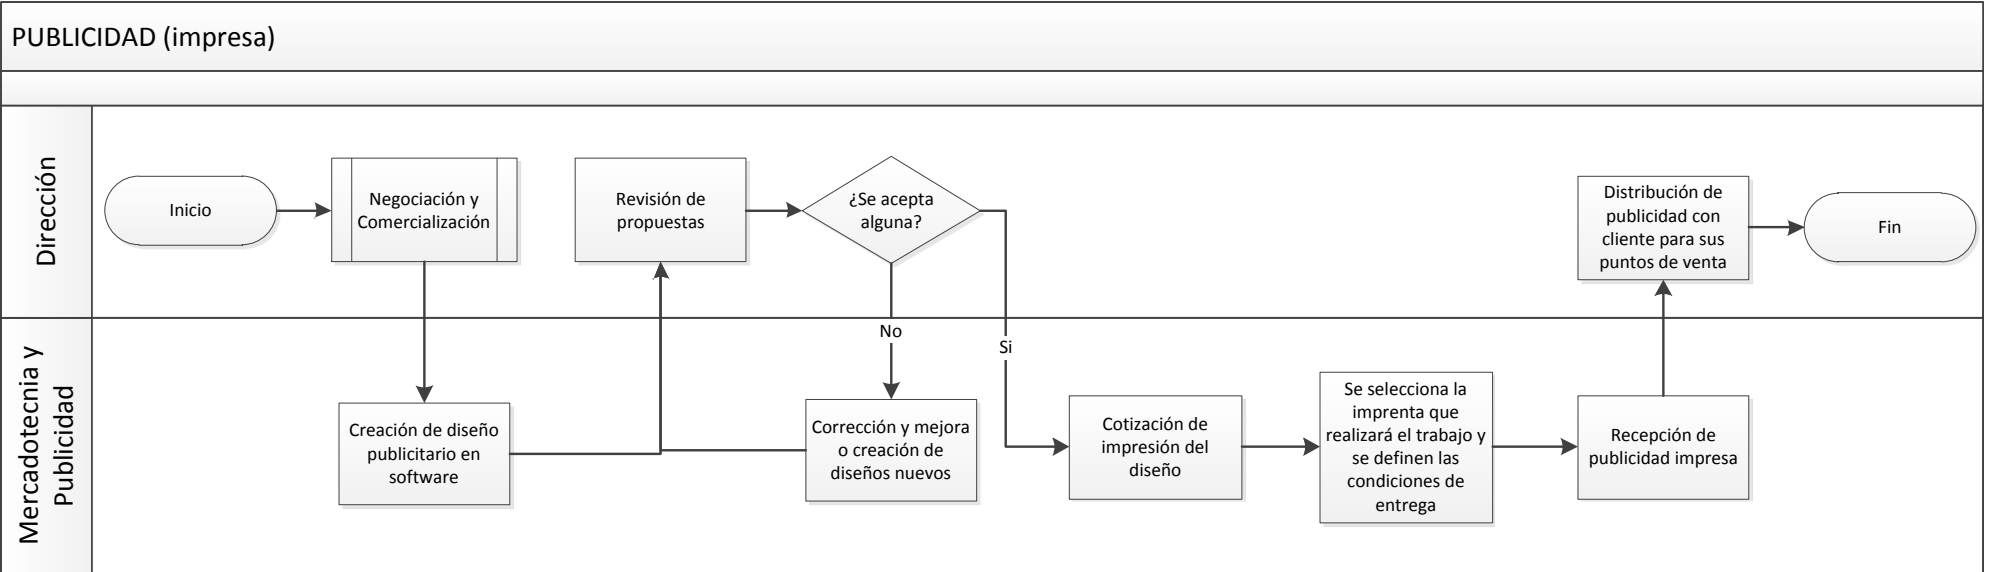 PUBLICIDAD (impresa)
Dirección
Inicio
Negociación y
Comercialización
Revisión de
propuestas
¿Se acepta
alguna?
Distribución de
publicidad con
cliente para sus
puntos de venta
Fin
No
Si
Mercadotecnia y
Publicidad
Creación de diseño
publicitario en
software
Corrección y mejora
o creación de
diseños nuevos
Cotización de
impresión del
diseño
Se selecciona la
imprenta que
realizará el trabajo y
se definen las
condiciones de
entrega
Recepción de
publicidad impresa